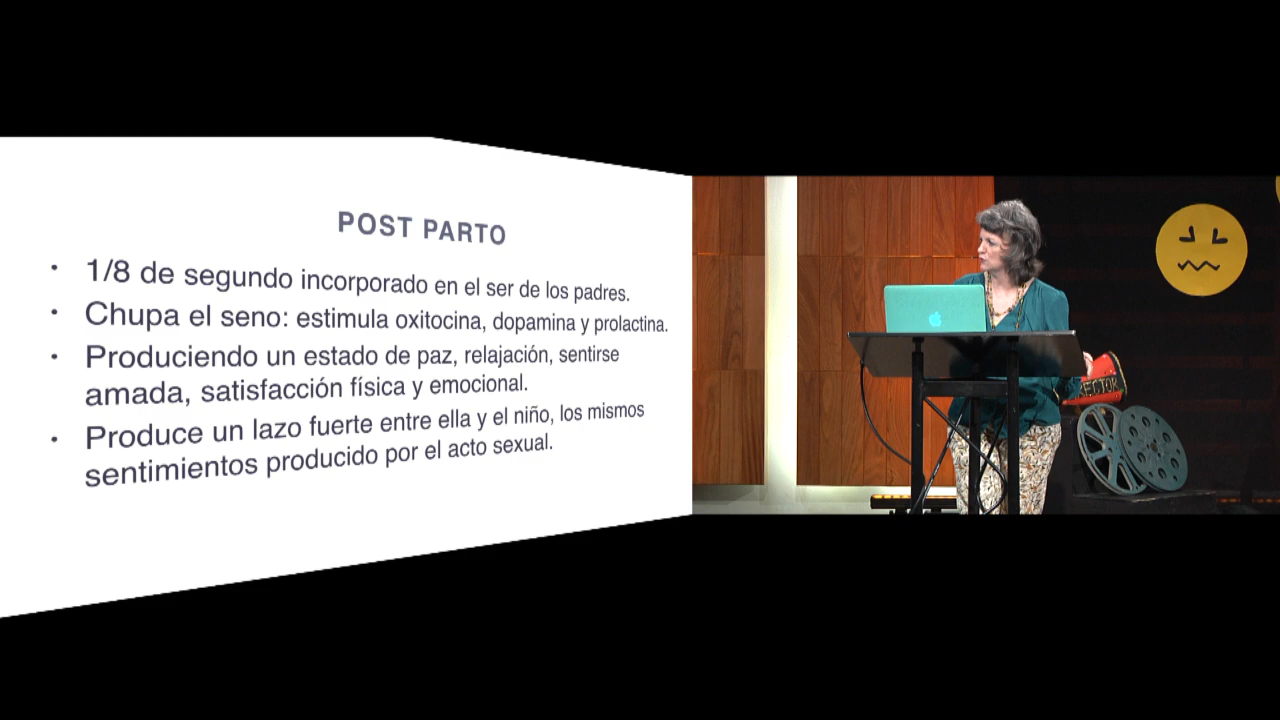 POST PARTO
• 1/8 de segundo incorporado en el ser de los padres.
• Chupa el seno: estimula oxitocina, dopamina y prolactina.
• Produciendo un estado de paz, relajación, sentirse
amada, satisfacción física y emocional.
• Produce un lazo fuerte entre ella y el niño, los mismos
sentimientos producido por el acto sexual.
ECTOR